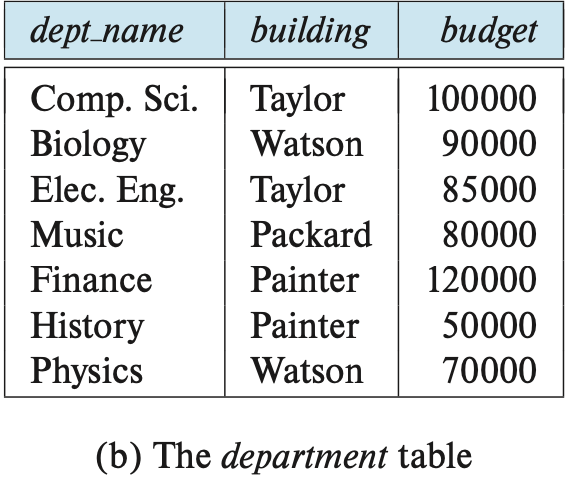 dept_name building budget
Comp. Sci. Taylor 100000
Biology Watson 90000
Elec. Eng. Taylor 85000
Music Packard 80000
Finance Painter 120000
History Painter 50000
Physics Watson 70000
(b) The department table